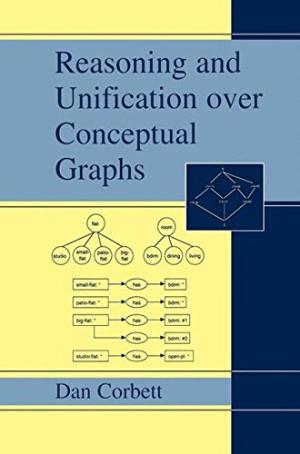 Reasoning and
Unification over
Conceptual
Graphs
flat
room
studio
small-flat
patio-flat
big-flat
bdrm
dining
living
small-flat: *
has
bdrm: *
patio-flat: *
has
bdrm: *
big-flat: *
has
bdrm: #1
has
bdrm: #2
studio-flat: *
has
open-pl: *
Dan Corbett